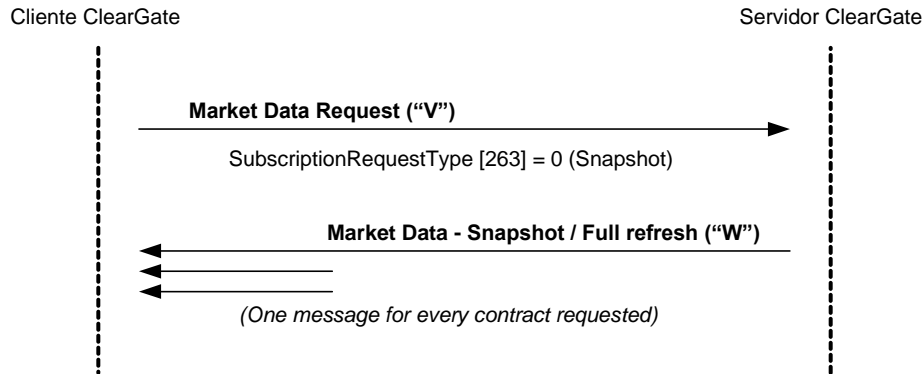 Cliente ClearGate
Servidor ClearGate
Market Data Request (“V”)
SubscriptionRequestType [263] = 0 (Snapshot)
Market Data - Snapshot / Full refresh (“W”)
(One message for every contract requested)